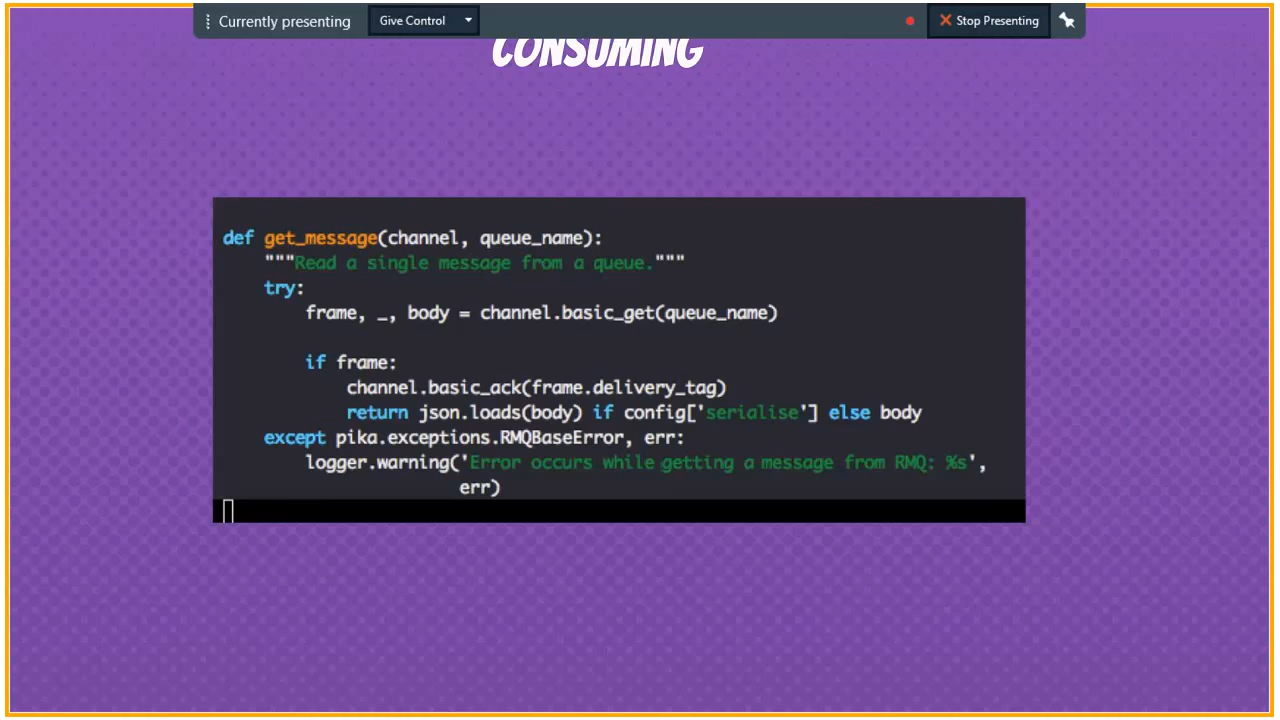 Currently presenting
Give Control
Stop Presenting
CONSUMING
def get_message(channel, queue_name):
    """Read a single message from a queue."""
    try:
        frame, _, body = channel.basic_get(queue_name)
        if frame:
            channel.basic_ack(frame.delivery_tag)
            return json.loads(body) if config['serialise'] else body
    except pika.exceptions.RMQBaseError, err:
        logger.warning('Error occurs while getting a message from RMQ: %s',
                       err)